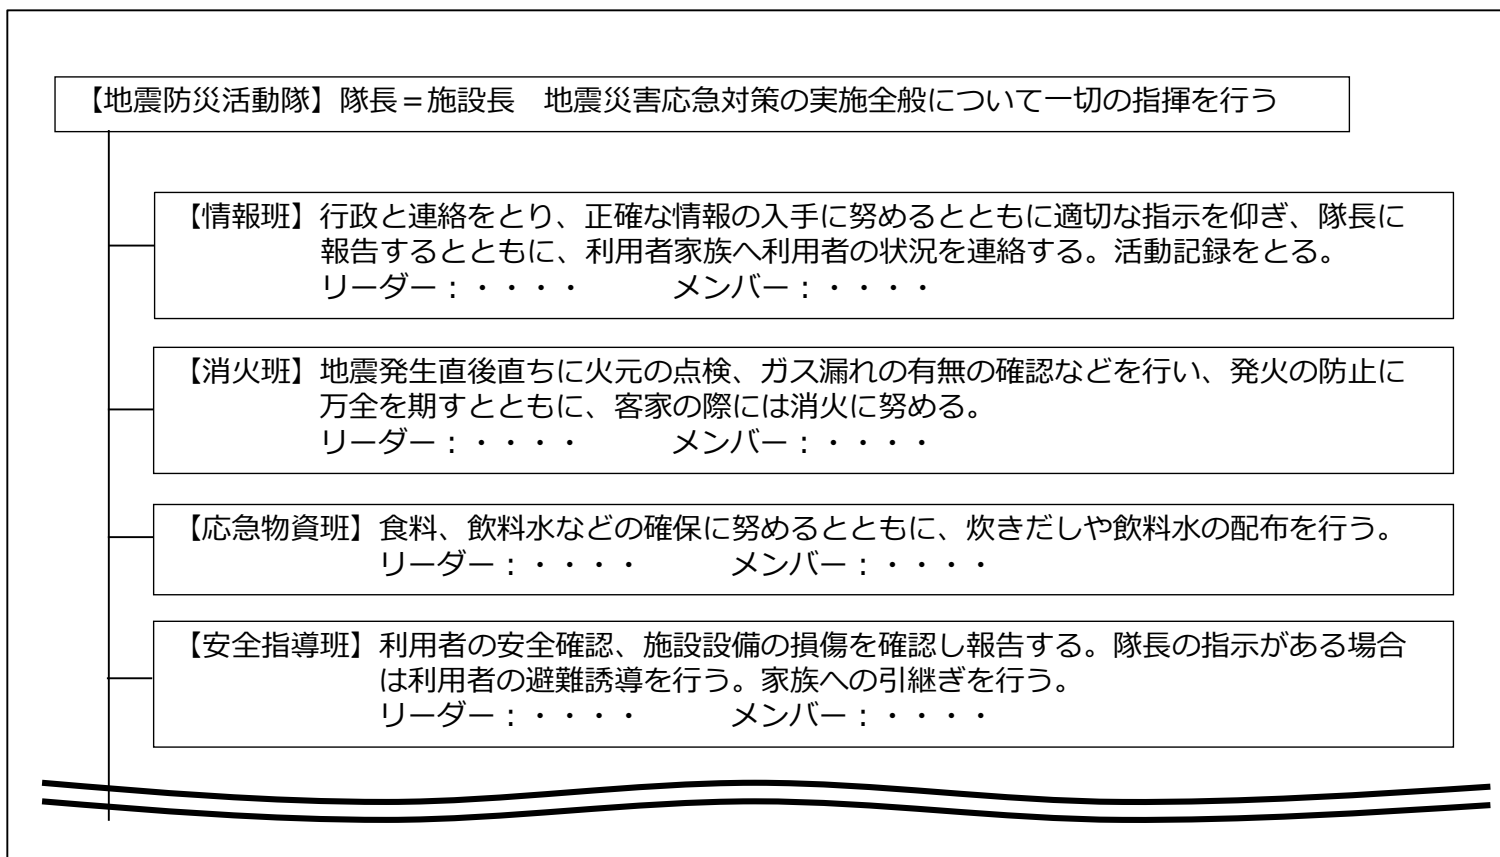 【地震防災活動隊】隊長＝施設長　地震災害応急対策の実施全般について一切の指揮を行う
【情報班】行政と連絡をとり、正確な情報の入手に努めるとともに適切な指示を仰ぎ、隊長に
報告するとともに、利用者家族へ利用者の状況を連絡する。活動記録をとる。
リーダー：・・・・　　　メンバー：・・・・
【消火班】地震発生直後直ちに火元の点検、ガス漏れの有無の確認などを行い、発火の防止に
万全を期すとともに、客家の際には消火に努める。
リーダー：・・・・　　　メンバー：・・・・
【応急物資班】食料、飲料水などの確保に努めるとともに、炊きだしや飲料水の配布を行う。
リーダー：・・・・　　　メンバー：・・・・
【安全指導班】利用者の安全確認、施設設備の損傷を確認し報告する。隊長の指示がある場合
は利用者の避難誘導を行う。家族への引継ぎを行う。
リーダー：・・・・　　　メンバー：・・・・